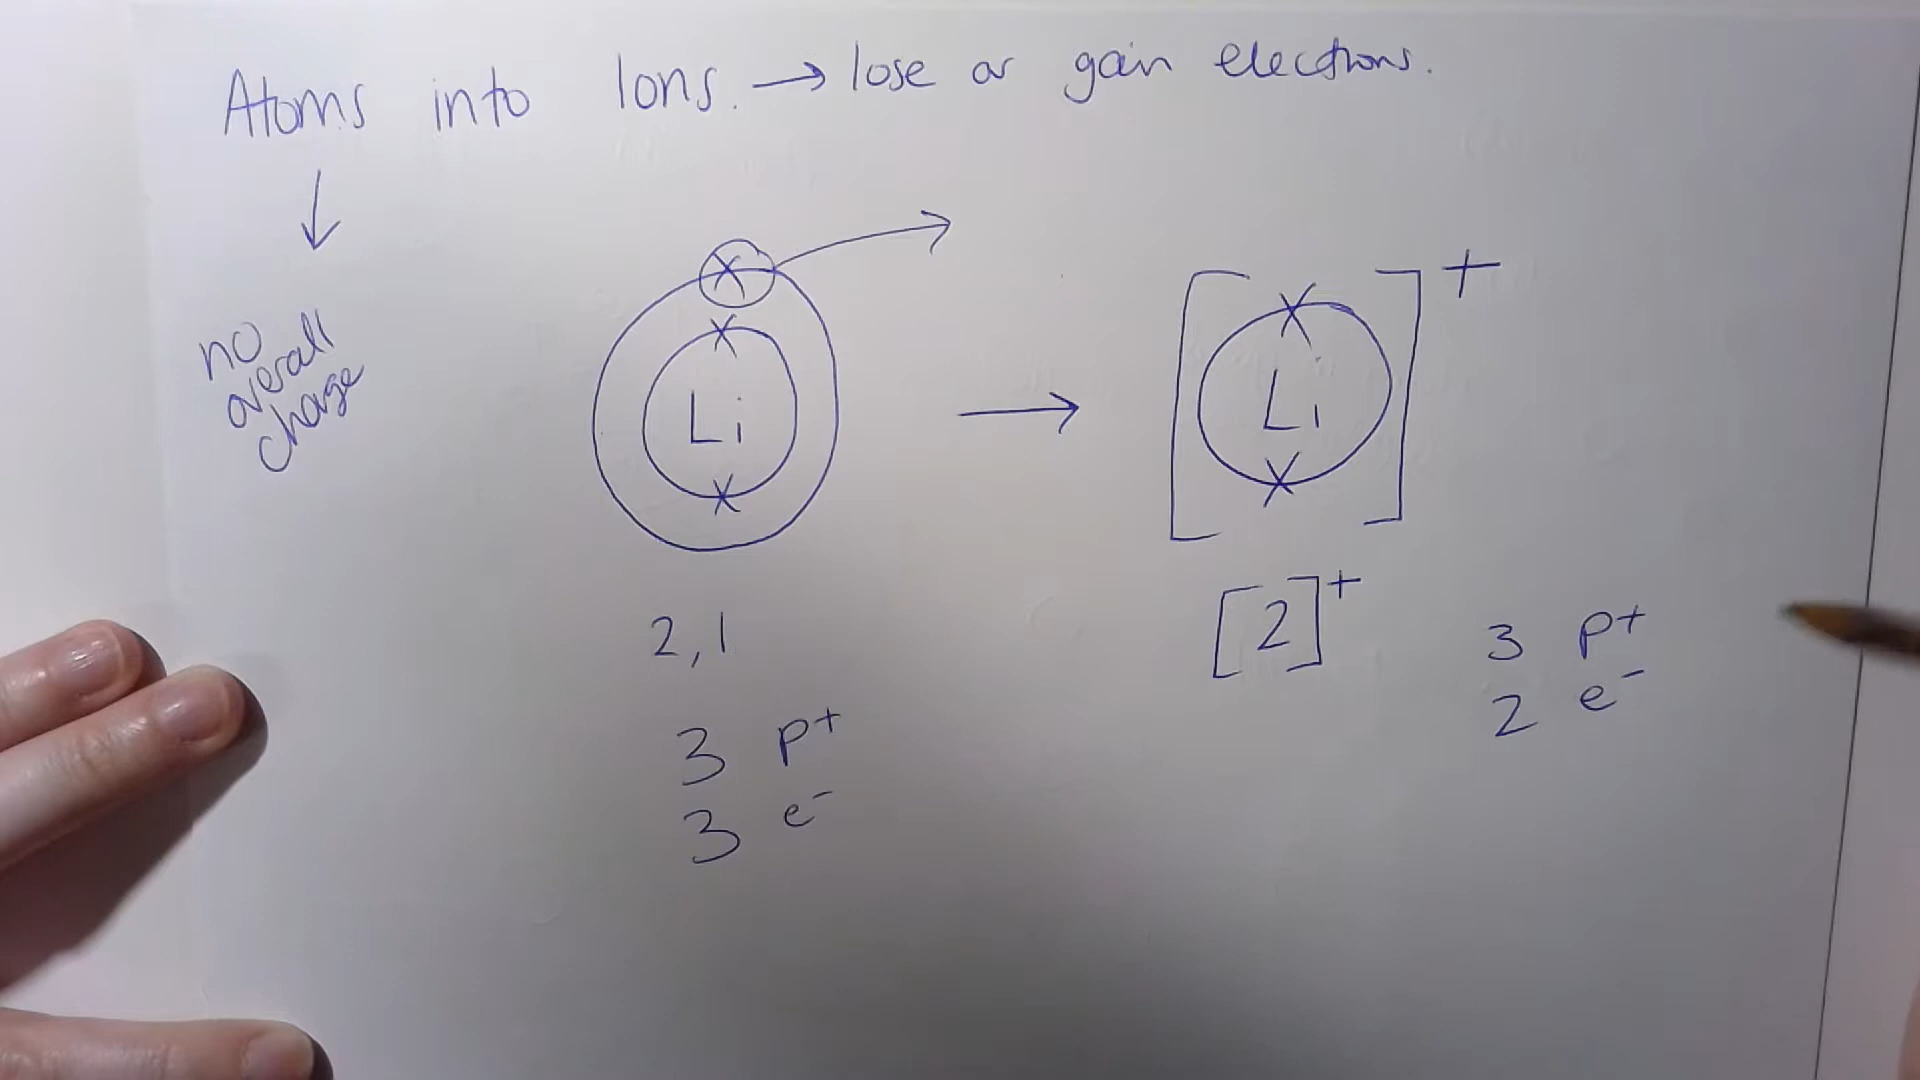 Atoms into Ions. → lose or gain electrons.
↓
no
overall
charge
X
X
Li
X
→
[Li]⁺
X
X
2,1
3 p⁺
3 e⁻
[2]⁺
3 p⁺
2 e⁻